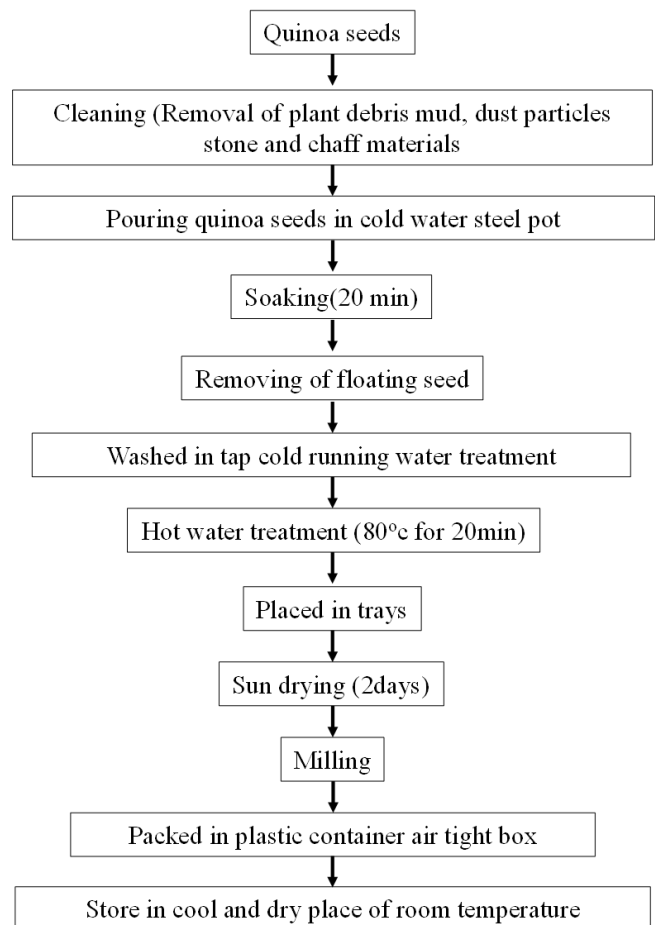 Quinoa seeds
Cleaning (Removal of plant debris mud, dust particles
stone and chaff materials
Pouring quinoa seeds in cold water steel pot
Soaking(20 min)
Removing of floating seed
Washed in tap cold running water treatment
Hot water treatment (80°c for 20min)
Placed in trays
Sun drying (2days)
Milling
Packed in plastic container air tight box
Store in cool and dry place of room temperature